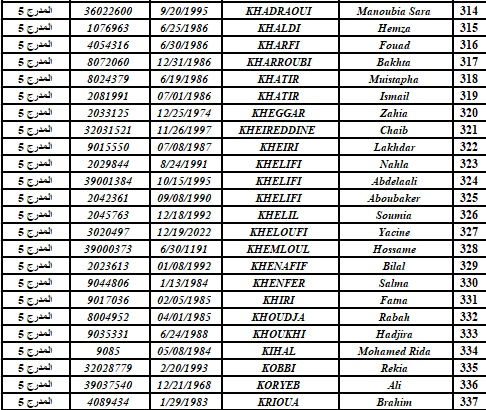 المدرج 5 36022600 9/20/1995 KHADRAOUI Manoubia Sara 314
المدرج 5 1076963 6/25/1986 KHALDI Hemza 315
المدرج 5 4054316 6/30/1986 KHARFI Fouad 316
المدرج 5 8072060 12/31/1986 KHARROUBI Bakhta 317
المدرج 5 8024379 6/19/1986 KHATIR Muistapha 318
المدرج 5 2081991 07/01/1986 KHATIR Ismail 319
المدرج 5 2033125 12/25/1974 KHEGGAR Zahia 320
المدرج 5 32031521 11/26/1997 KHEIREDDINE Chaib 321
المدرج 5 9015550 07/08/1987 KHEIRI Lakhdar 322
المدرج 5 2029844 8/24/1991 KHELIFI Nahla 323
المدرج 5 39001384 10/15/1995 KHELIFI Abdelaali 324
المدرج 5 2042361 09/08/1990 KHELIFI Aboubaker 325
المدرج 5 2045763 12/18/1992 KHELIL Soumia 326
المدرج 5 3020497 12/19/2022 KHELOUFI Yacine 327
المدرج 5 39000373 6/30/1191 KHEMLOUL Hossame 328
المدرج 5 2023613 01/08/1992 KHENAFIF Bilal 329
المدرج 5 9044806 1/13/1984 KHENFER Salma 330
المدرج 5 9017036 02/05/1985 KHIRI Fama 331
المدرج 5 8004952 04/01/1985 KHOUDJA Rabah 332
المدرج 5 9035331 6/24/1988 KHOUKHI Hadjira 333
المدرج 5 9085 05/08/1984 KIHAL Mohamed Rida 334
المدرج 5 32028779 2/20/1993 KOBBI Rekia 335
المدرج 5 39037540 12/21/1968 KORYEB Ali 336
المدرج 5 4089434 1/29/1983 KRIOUA Brahim 337